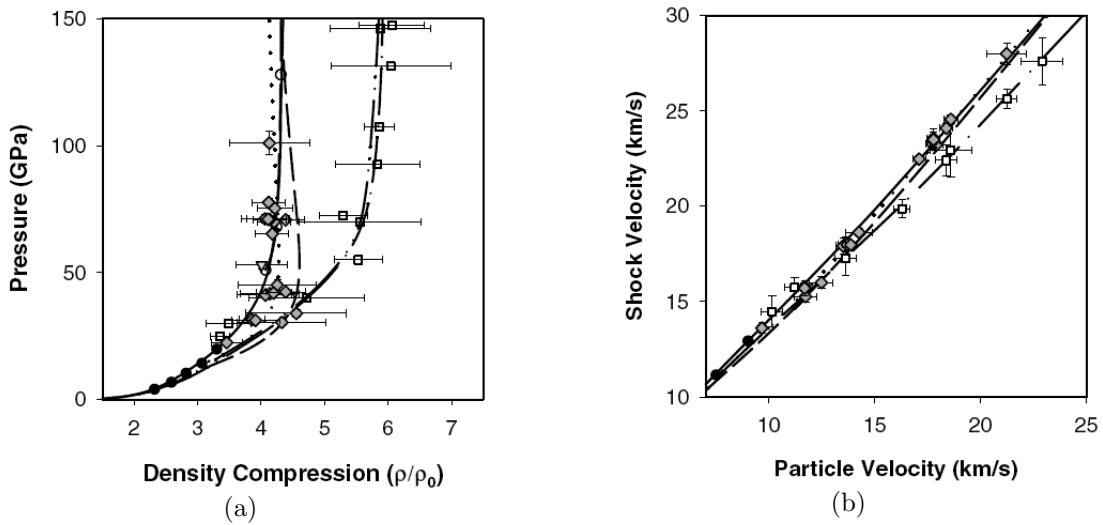 150
100
50
0
Pressure (GPa)
2 3 4 5 6 7
Density Compression (ρ/ρ₀)
(a)
30
25
20
15
10
Shock Velocity (km/s)
10 15 20 25
Particle Velocity (km/s)
(b)